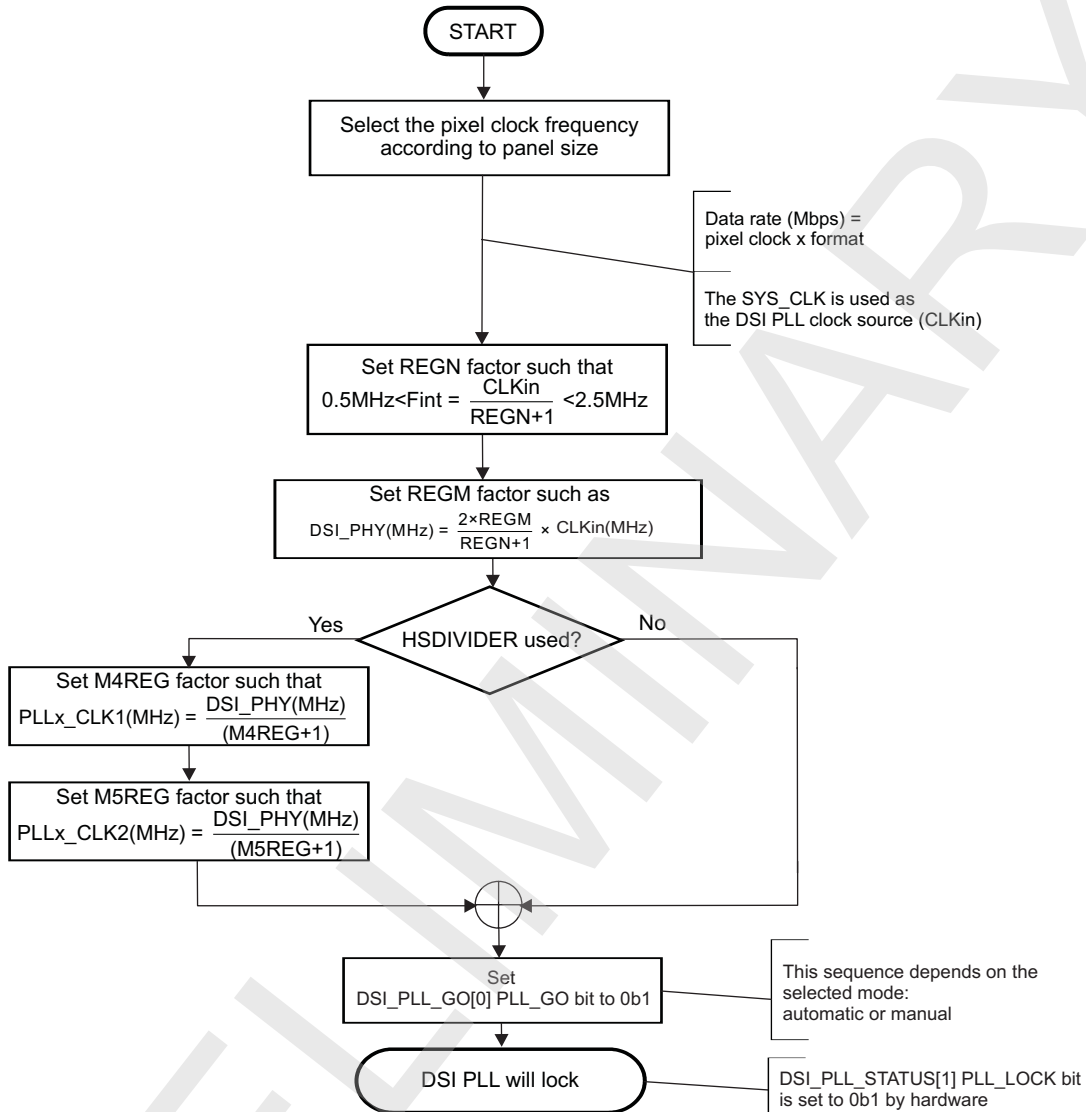 START
Select the pixel clock frequency
according to panel size
Data rate (Mbps) =
pixel clock x format
The SYS_CLK is used as
the DSI PLL clock source (CLKin)
Set REGN factor such that
0.5MHz<Fint = CLKin / REGN+1 <2.5MHz
Set REGM factor such as
DSI_PHY(MHz) = 2×REGM / REGN+1 × CLKin(MHz)
HSDIVIDER used?
Yes
No
Set M4REG factor such that
PLLx_CLK1(MHz) = DSI_PHY(MHz) / (M4REG+1)
Set M5REG factor such that
PLLx_CLK2(MHz) = DSI_PHY(MHz) / (M5REG+1)
Set
DSI_PLL_GO[0] PLL_GO bit to 0b1
This sequence depends on the
selected mode:
automatic or manual
DSI PLL will lock
DSI_PLL_STATUS[1] PLL_LOCK bit
is set to 0b1 by hardware
ELIMINARY